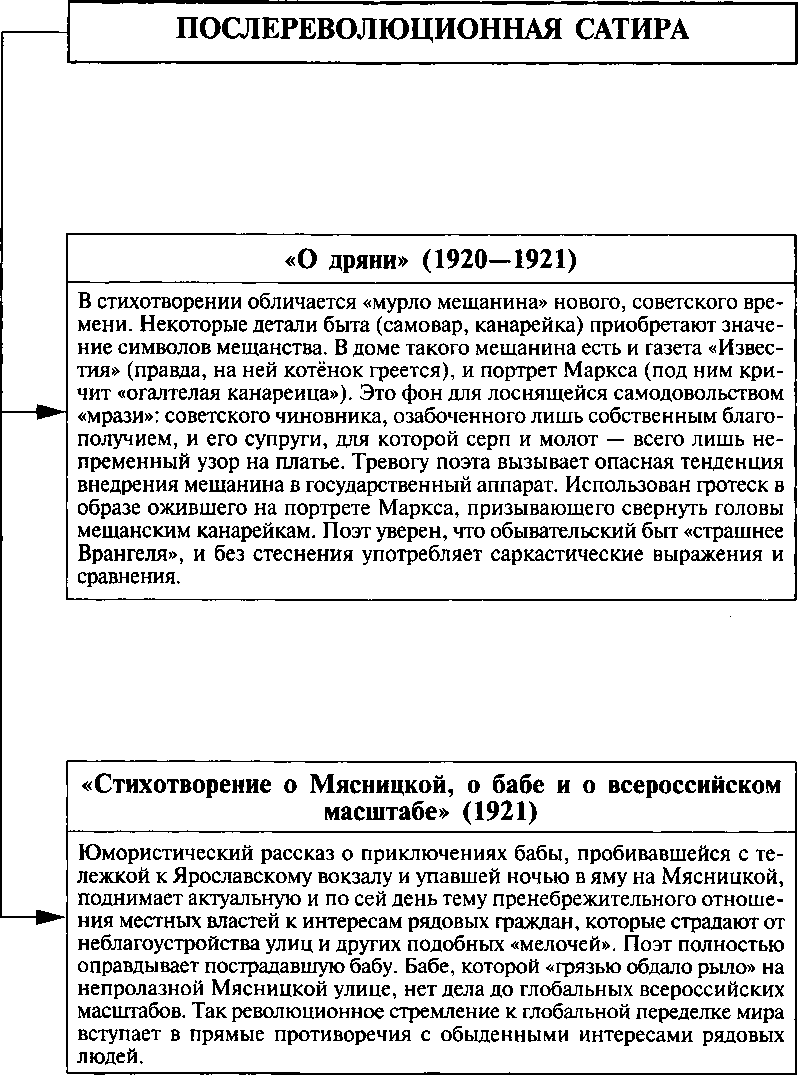 ПОСЛЕРЕВОЛЮЦИОННАЯ САТИРА
«О дряни» (1920—1921)
В стихотворении обличается «мурло мещанина» нового, советского вре-
мени. Некоторые детали быта (самовар, канарейка) приобретают значе-
ние символов мещанства. В доме такого мещанина есть и газета «Извес-
тия» (правда, на ней котёнок греется), и портрет Маркса (под ним кри-
чит «оголтелая канареица»). Это фон для лоснящейся самодовольством
«мрази»: советского чиновника, озабоченного лишь собственным благо-
получием, и его супруги, для которой серп и молот — всего лишь не-
пременный узор на платье. Тревогу поэта вызывает опасная тенденция
внедрения мещанина в государственный аппарат. Использован гротеск в
образе ожившего на портрете Маркса, призывающего свернуть головы
мещанским канарейкам. Поэт уверен, что обывательский быт «страшнее
Врангеля», и без стеснения употребляет саркастические выражения и
сравнения.
«Стихотворение о Мясницкой, о бабе и о всероссийском
масштабе» (1921)
Юмористический рассказ о приключениях бабы, пробивавшейся с те-
лежкой к Ярославскому вокзалу и упавшей ночью в яму на Мясницкой,
поднимает актуальную и по сей день тему пренебрежительного отноше-
ния местных властей к интересам рядовых граждан, которые страдают от
неблагоустройства улиц и других подобных «мелочей». Поэт полностью
оправдывает пострадавшую бабу. Бабе, которой «грязью обдало рыло» на
непролазной Мясницкой улице, нет дела до глобальных всероссийских
масштабов. Так революционное стремление к глобальной переделке мира
вступает в прямые противоречия с обыденными интересами рядовых
людей.